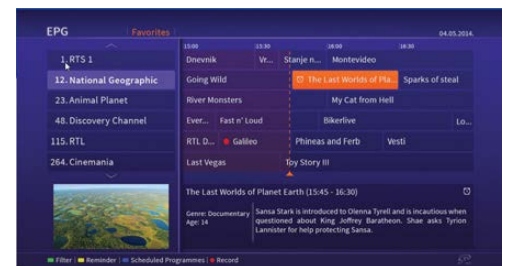 EPG Favorites 04.05.2014.
15:00 15:30 16:00 16:30
1. RTS 1 Dnevnik Vr... Stanje n... Montevideo
12. National Geographic Going Wild The Last Worlds of Pla... Sparks of steal
23. Animal Planet River Monsters My Cat from Hell
48. Discovery Channel Ever... Fast n' Loud Bikerlive Lo...
115. RTL RTL D... Galileo Phineas and Ferb Vesti
264. Cinemania Last Vegas Toy Story III
The Last Worlds of Planet Earth (15:45 - 16:30)
Genre: Documentary
Age: 14
Sansa Stark is introduced to Olenna Tyrell and is incautious when
questioned about King Joffrey Baratheon. Shae asks Tyrion
Lannister for help protecting Sansa.
Filter | Reminder | Scheduled Programmes | Record